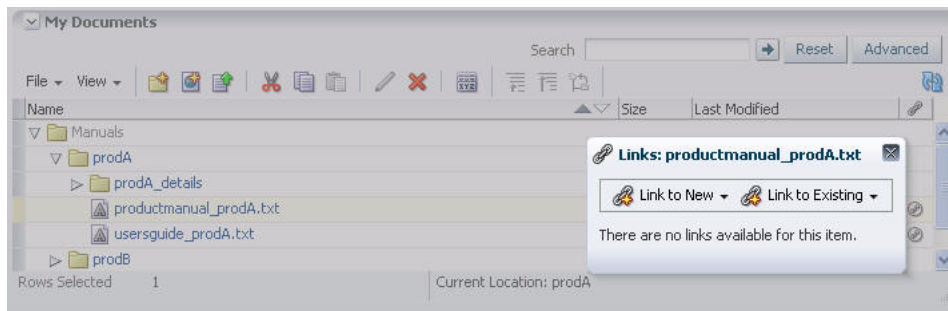 My Documents
Search Reset Advanced
File View
Name Size Last Modified
Manuals
prodA
prodA_details
productmanual_prodA.txt
usersguide_prodA.txt
prodB
Rows Selected 1 Current Location: prodA
Links: productmanual_prodA.txt
Link to New Link to Existing
There are no links available for this item.